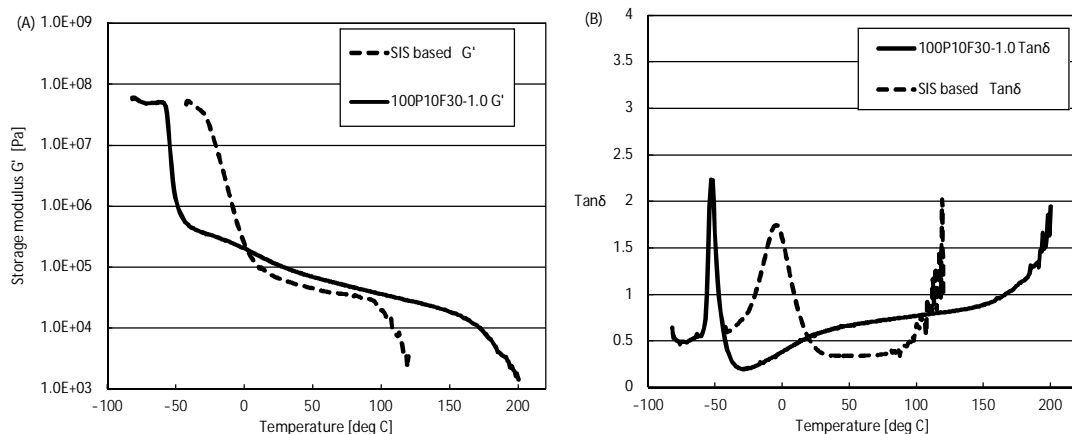 (A)
1.0E+09
1.0E+08
1.0E+07
1.0E+06
1.0E+05
1.0E+04
1.0E+03
Storage modulus G' [Pa]
SIS based G'
100P10F30-1.0 G'
−100 −50 0 50 100 150 200
Temperature [deg C]
(B)
4
3.5
3
2.5
2
1.5
1
0.5
0
Tanδ
100P10F30-1.0 Tanδ
SIS based Tanδ
−100 −50 0 50 100 150 200
Temperature [deg C]